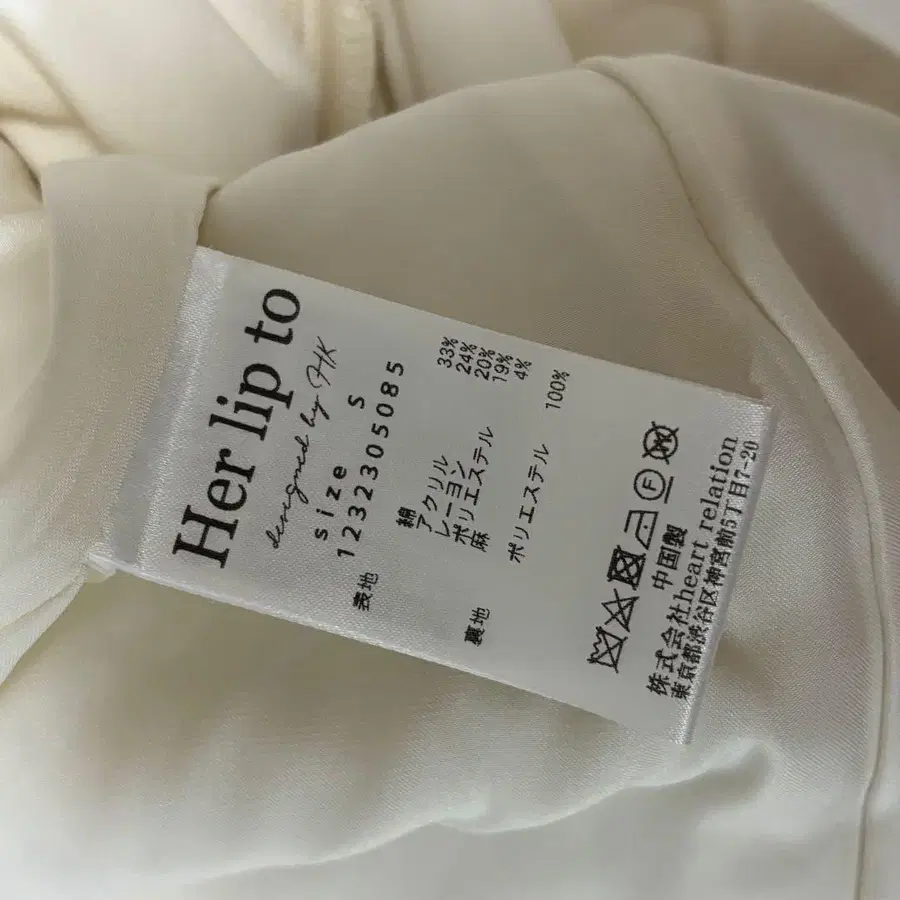 Her lip to
designed by HK
size S
1232305085
表地 綿 33%
アクリル 24%
レーヨン 20%
ポリエステル 19%
麻 4%
裏地 ポリエステル 100%
F W
中国製
株式会社heart relation
東京都渋谷区神宮前5丁目7-20